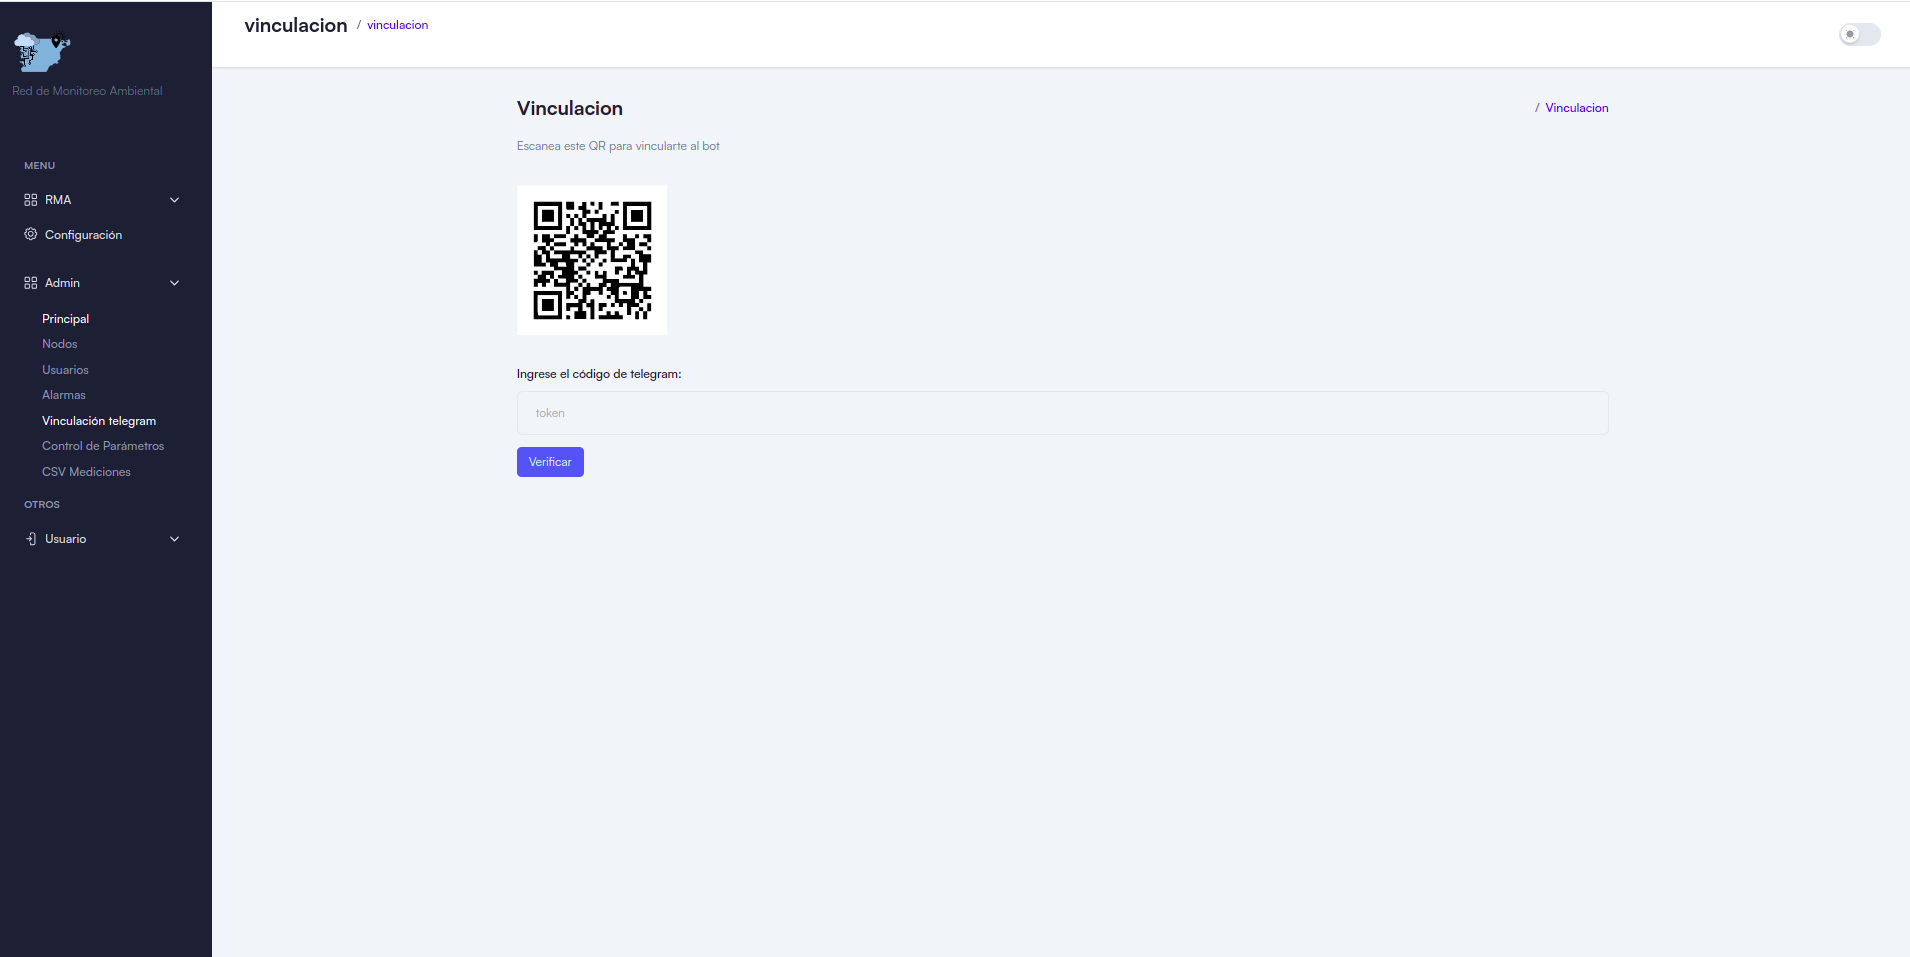 Red de Monitoreo Ambiental
MENU
RMA
Configuración
Admin
Principal
Nodos
Usuarios
Alarmas
Vinculación telegram
Control de Parámetros
CSV Mediciones
OTROS
Usuario
vinculacion / vinculacion
Vinculacion
/ Vinculacion
Escanea este QR para vincularte al bot
Ingrese el código de telegram:
token
Verificar